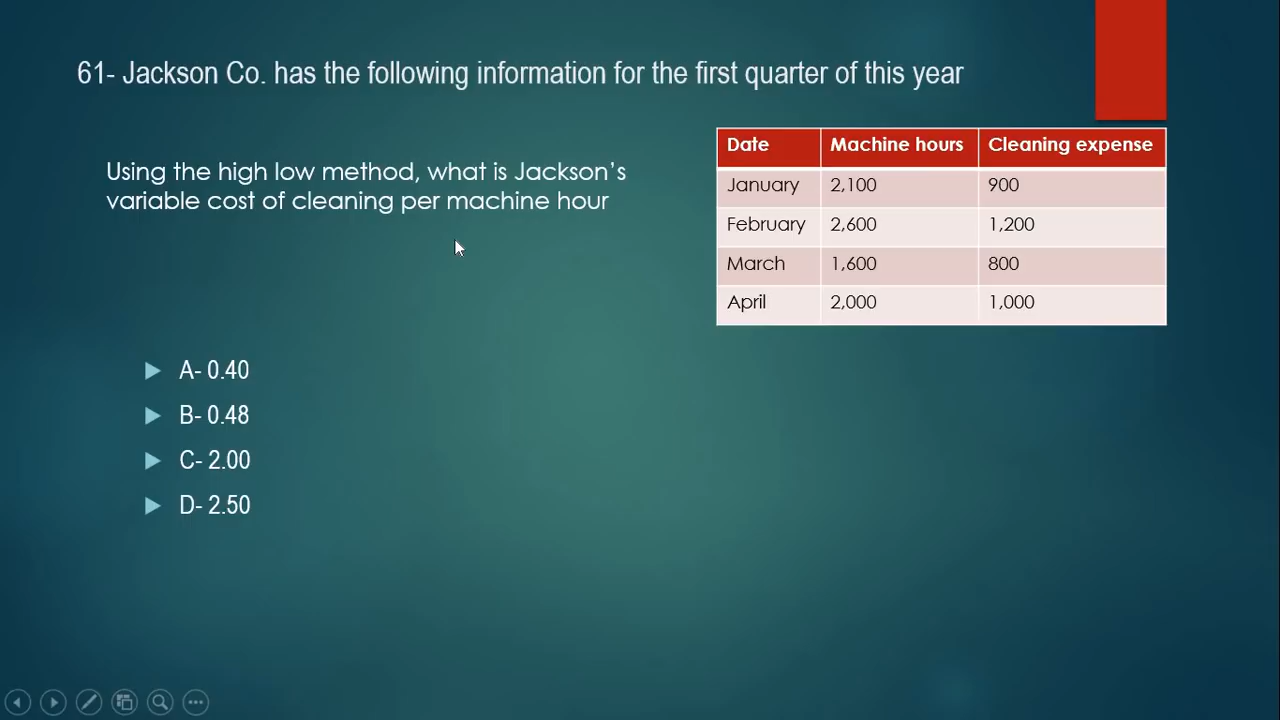 61- Jackson Co. has the following information for the first quarter of this year
Using the high low method, what is Jackson’s
variable cost of cleaning per machine hour
Date Machine hours Cleaning expense
January 2,100 900
February 2,600 1,200
March 1,600 800
April 2,000 1,000
A- 0.40
B- 0.48
C- 2.00
D- 2.50